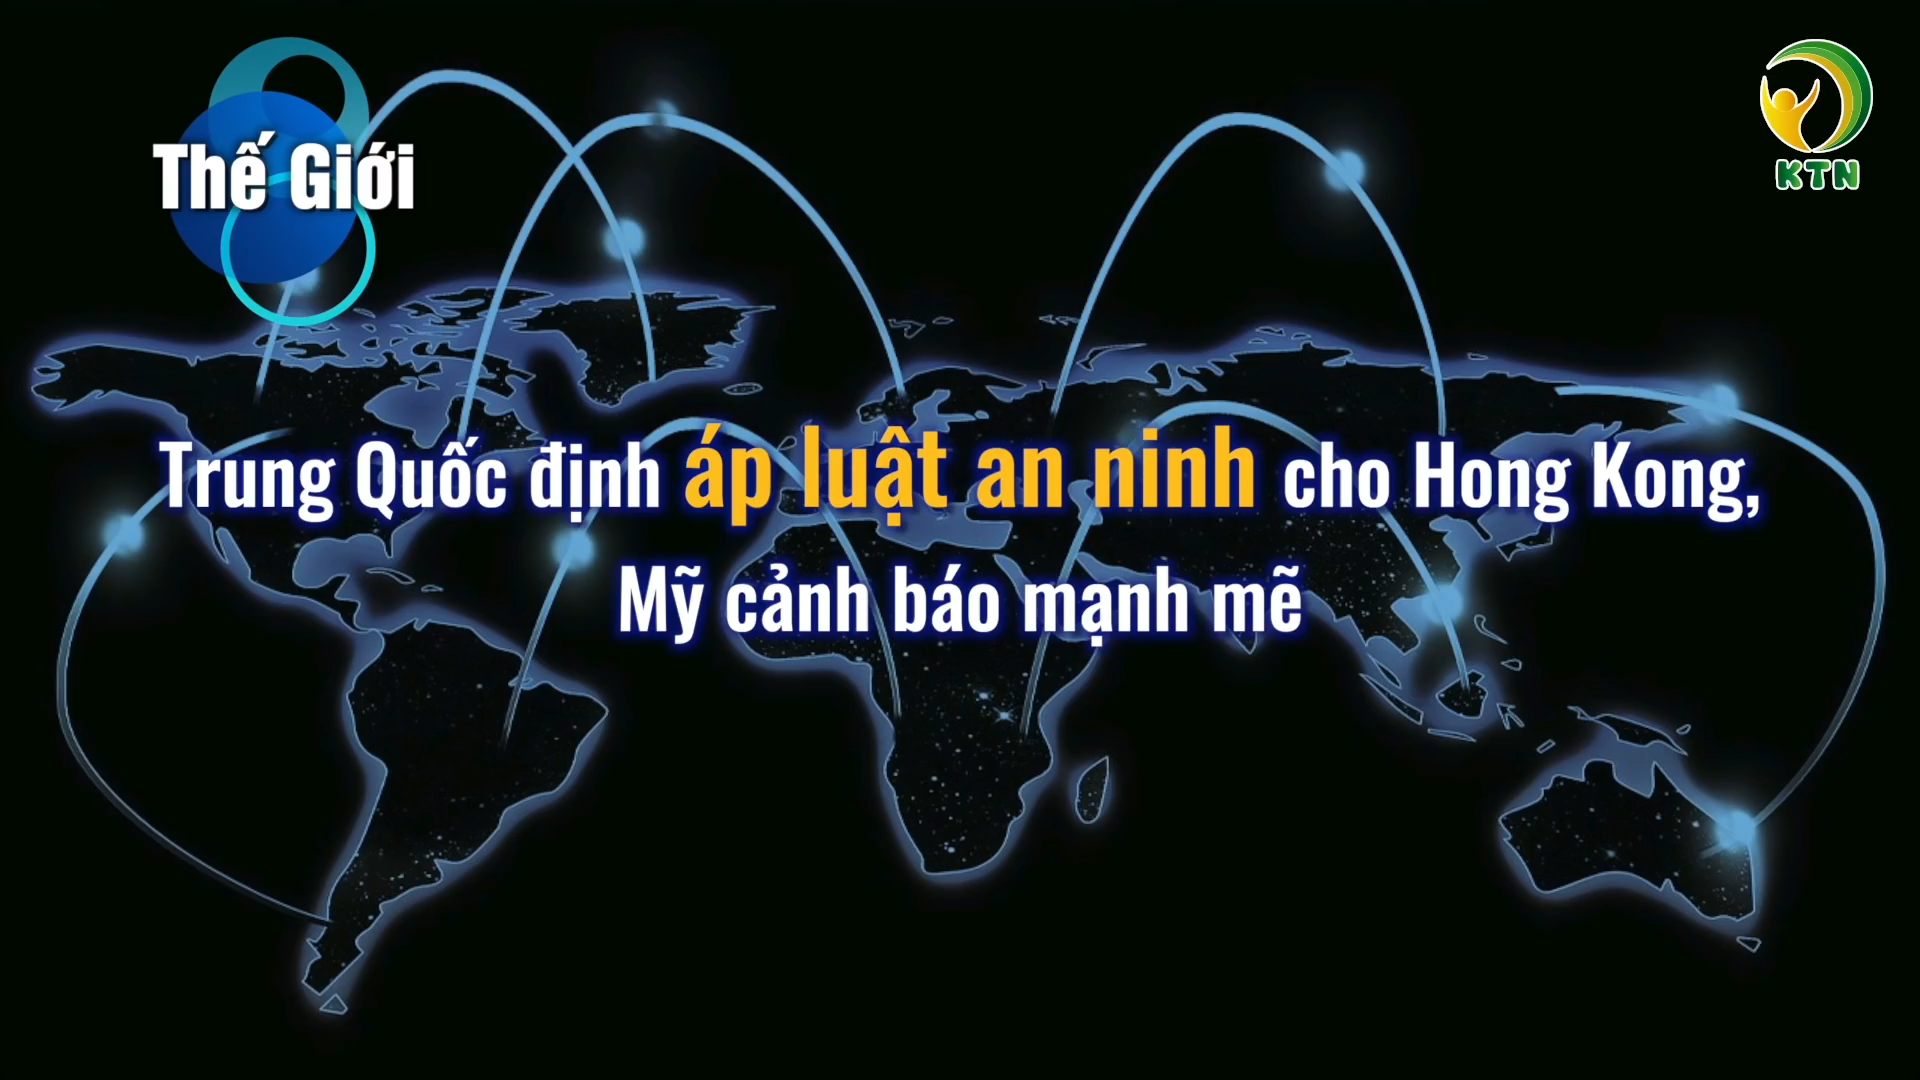 Thế Giới
KTN
Trung Quốc định áp luật an ninh cho Hong Kong,
Mỹ cảnh báo mạnh mẽ